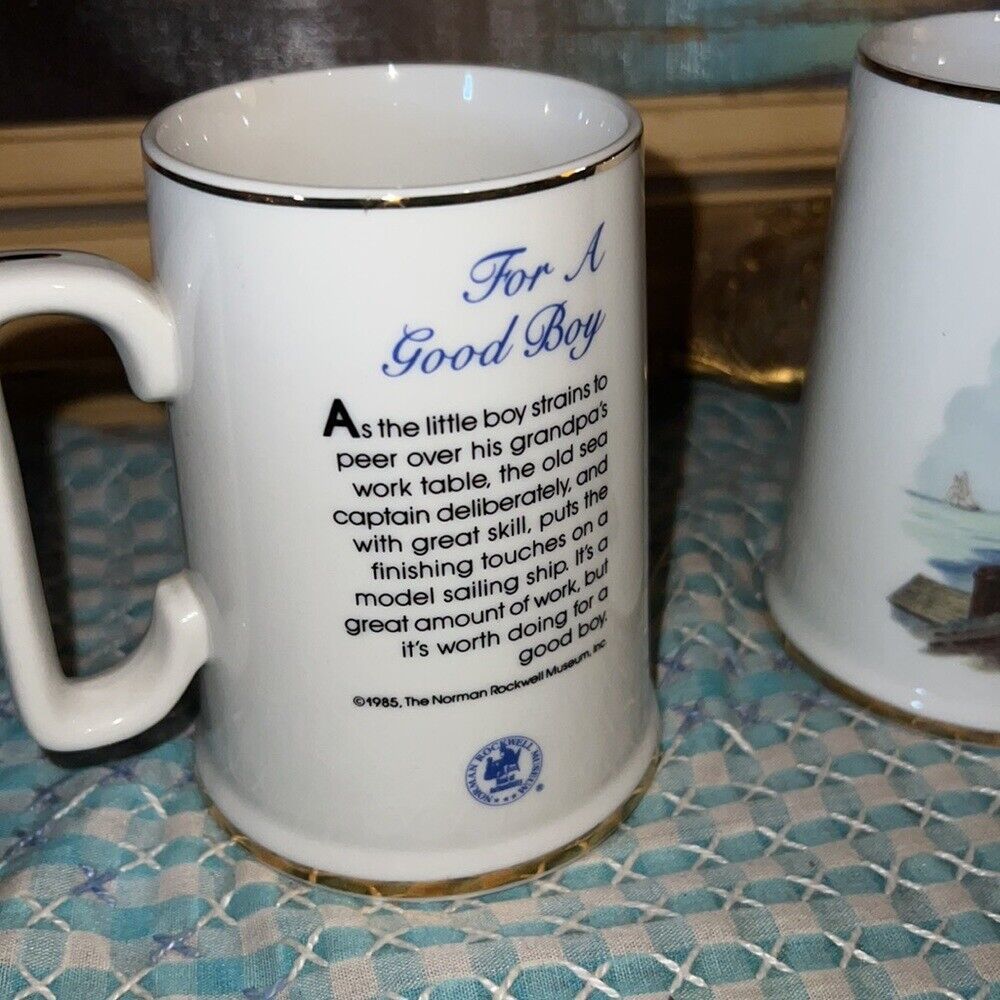 For A
Good Boy
As the little boy strains to
peer over his grandpa's
work table, the old sea
captain deliberately, and
with great skill, puts the
finishing touches on a
model sailing ship. It's a
great amount of work, but
it's worth doing for a
good boy.
©1985, The Norman Rockwell Museum, Inc
NORMAN ROCKWELL MUSEUM
®